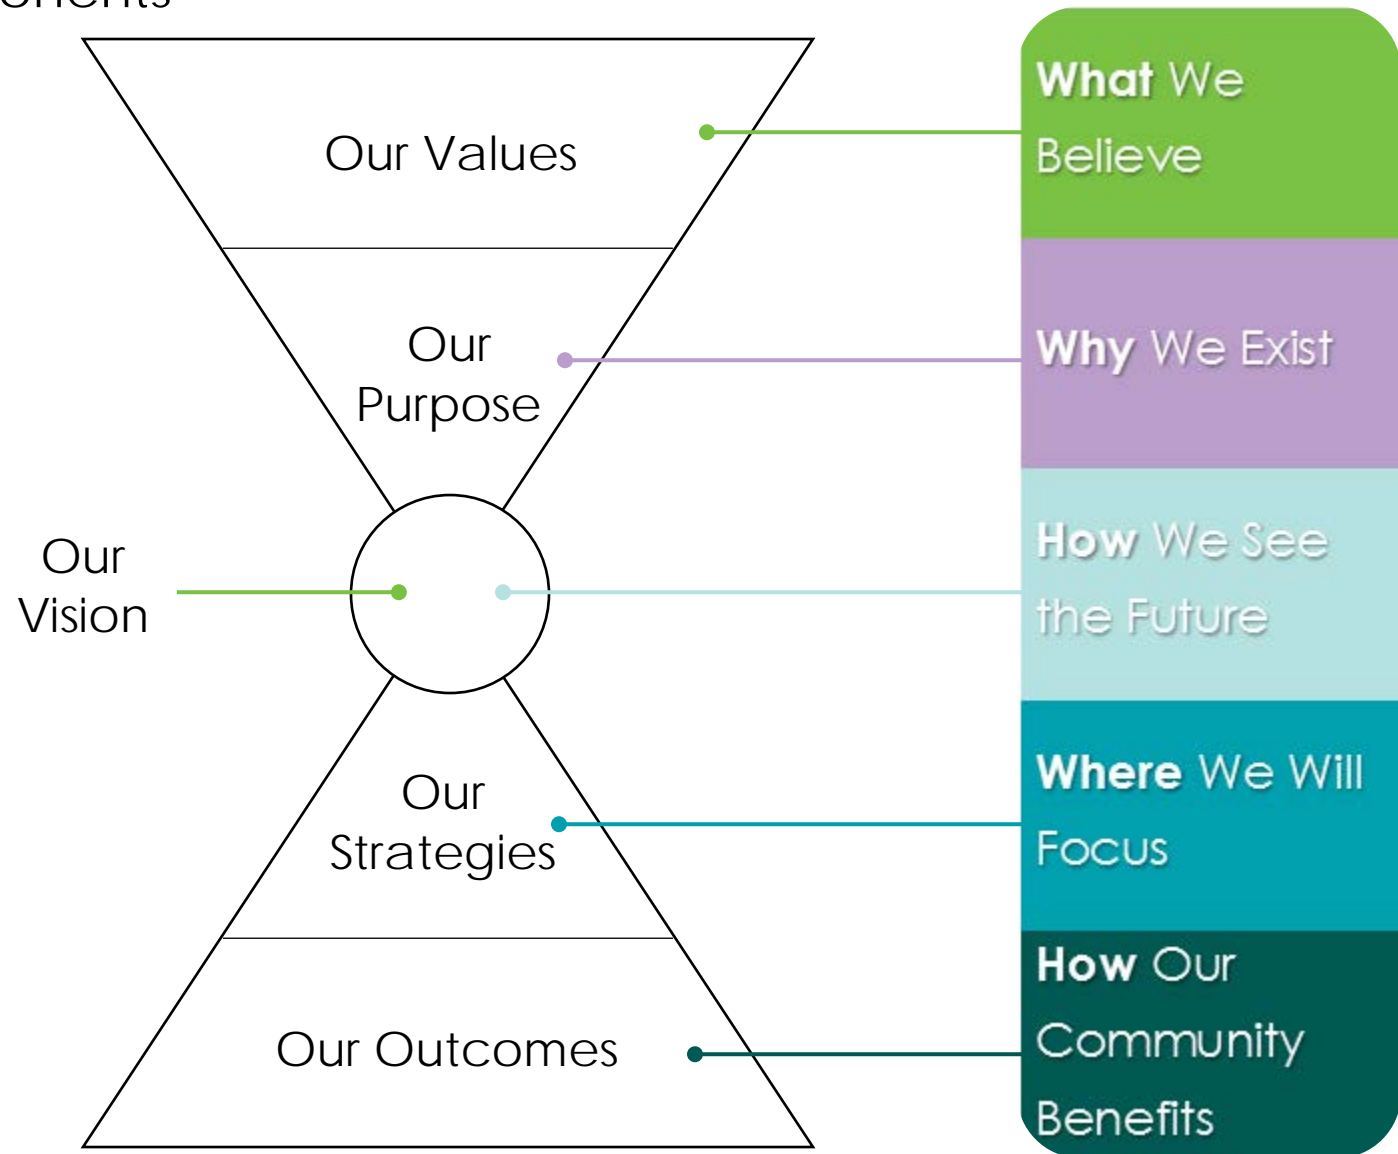 Our Values
What We
Believe
Our
Purpose
Why We Exist
Our
Vision
How We See
the Future
Our
Strategies
Where We Will
Focus
Our Outcomes
How Our
Community
Benefits